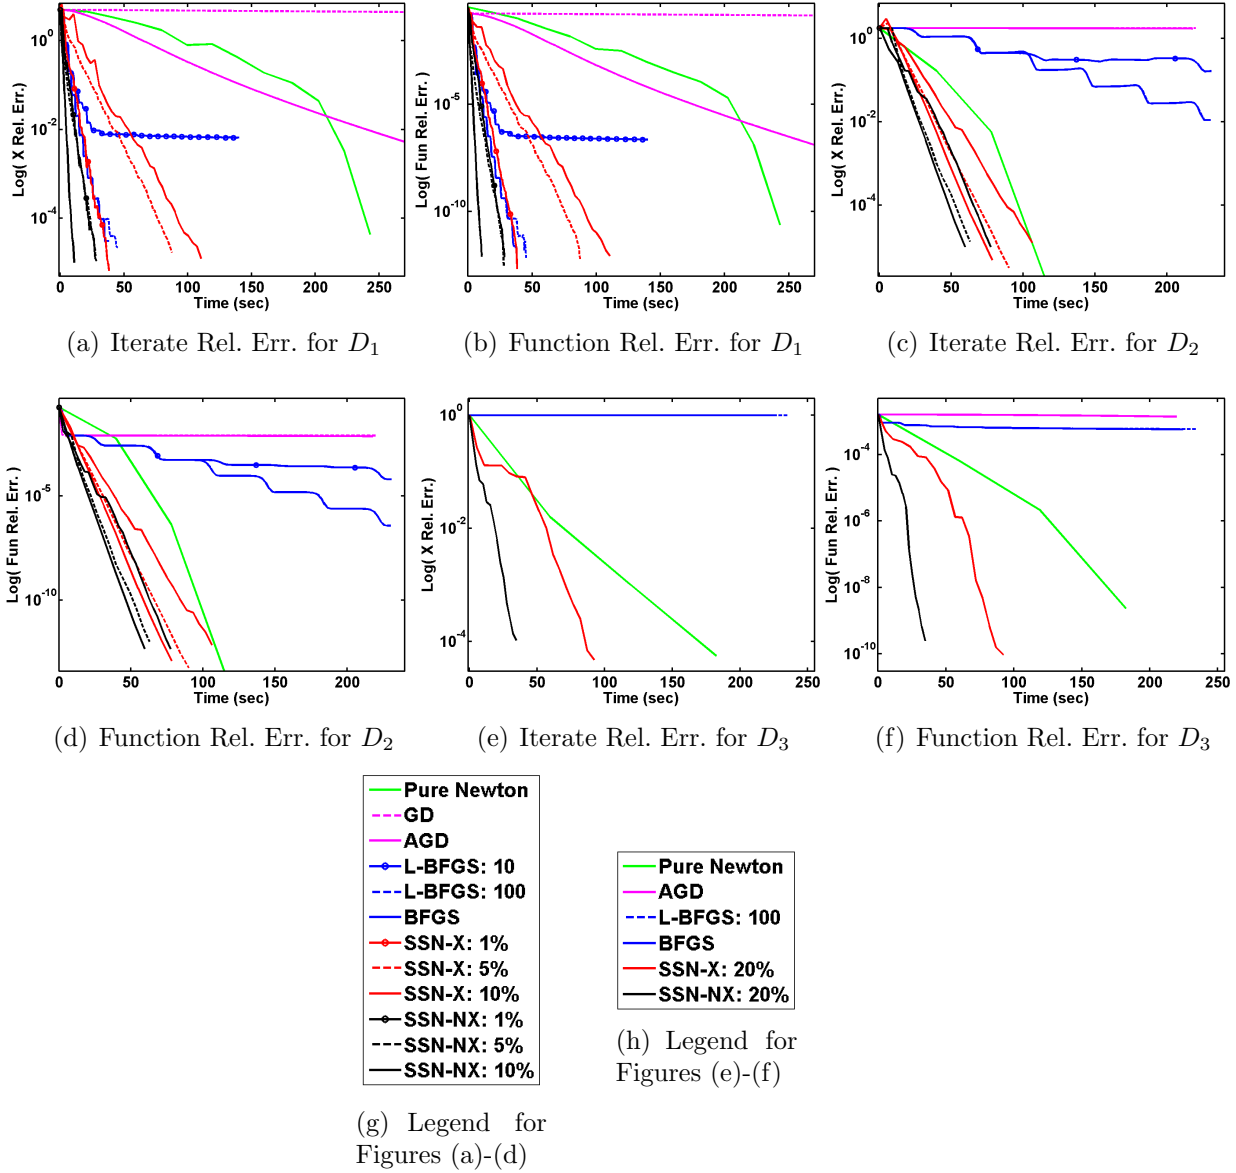 Log( X Rel. Err.)
10^0
10^-2
10^-4
0 50 100 150 200 250
Time (sec)
(a) Iterate Rel. Err. for D_1
Log( Fun Rel. Err. )
10^-5
10^-10
0 50 100 150 200 250
Time (sec)
(b) Function Rel. Err. for D_1
Log( X Rel. Err. )
10^0
10^-2
10^-4
0 50 100 150 200
Time (sec)
(c) Iterate Rel. Err. for D_2
Log( Fun Rel. Err. )
10^-5
10^-10
0 50 100 150 200
Time (sec)
(d) Function Rel. Err. for D_2
Log( X Rel. Err.)
10^0
10^-2
10^-4
0 50 100 150 200 250
Time (sec)
(e) Iterate Rel. Err. for D_3
Log( Fun Rel. Err. )
10^-4
10^-6
10^-8
10^-10
0 50 100 150 200 250
Time (sec)
(f) Function Rel. Err. for D_3
Pure Newton
GD
AGD
L-BFGS: 10
L-BFGS: 100
BFGS
SSN-X: 1%
SSN-X: 5%
SSN-X: 10%
SSN-NX: 1%
SSN-NX: 5%
SSN-NX: 10%
(g) Legend for
Figures (a)-(d)
Pure Newton
AGD
L-BFGS: 100
BFGS
SSN-X: 20%
SSN-NX: 20%
(h) Legend for
Figures (e)-(f)